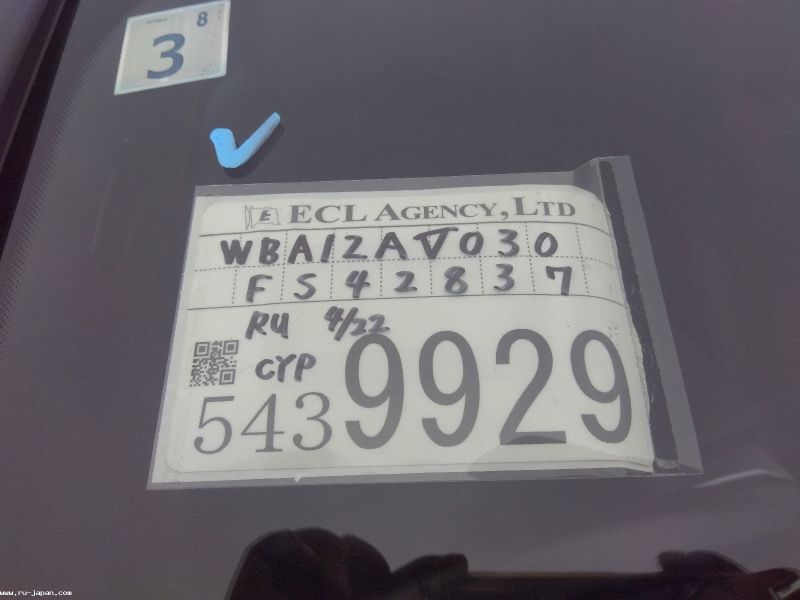 8
3
E ECL AGENCY, LTD
WBA12AV030
FS42837
RU 4/22
CYP
5439929
www.ru-japan.com